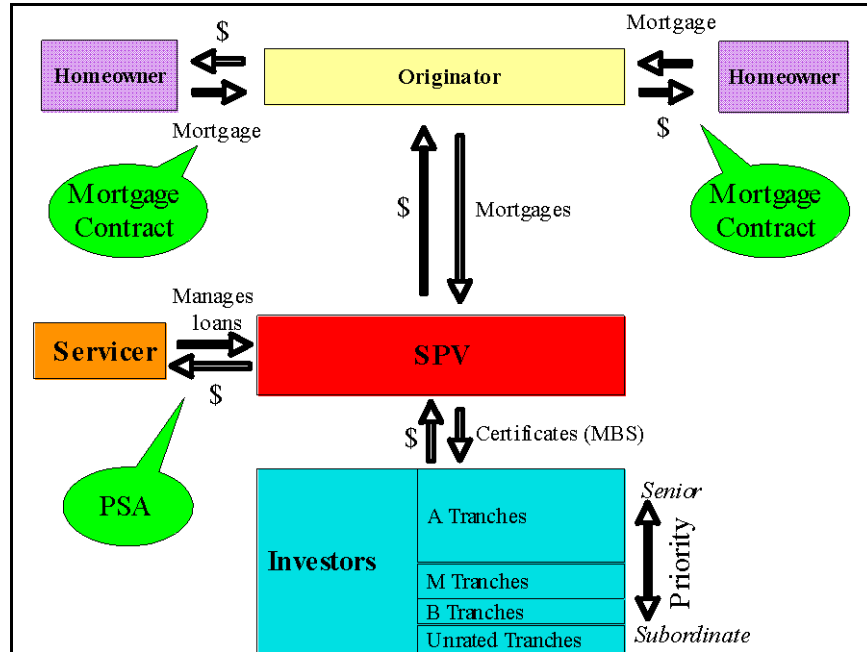 $
Mortgage
Homeowner
Originator
Homeowner
Mortgage
$
Mortgage
Contract
Mortgage
Contract
$
Mortgages
Manages
loans
Servicer
SPV
$
$
Certificates (MBS)
PSA
Investors
A Tranches
M Tranches
B Tranches
Unrated Tranches
Senior
Priority
Subordinate